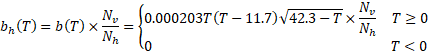 b_h(T) = b(T) × N_v/N_h = {0.000203T(T − 11.7)√(42.3 − T) × N_v/N_h    T ≥ 0
0    T < 0